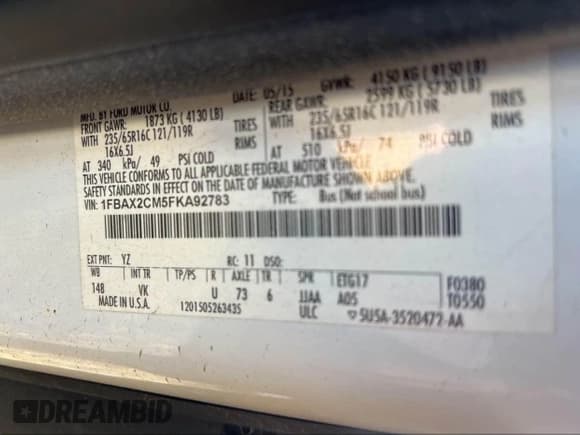 MFD. BY FORD MOTOR CO. DATE: 05/15 GVWR: 4150 KG ( 9150 LB)
FRONT GAWR: 1873 KG ( 4130 LB) REAR GAWR: 2599 KG ( 5730 LB)
WITH 235/65R16C 121/119R TIRES WITH 235/65R16C 121/119R TIRES
16X6.5J RIMS 16X6.5J RIMS
AT 340 kPa/ 49 PSI COLD AT 510 kPa/ 74 PSI COLD
THIS VEHICLE CONFORMS TO ALL APPLICABLE FEDERAL MOTOR VEHICLE
SAFETY STANDARDS IN EFFECT ON THE DATE OF MANUFACTURE SHOWN ABOVE.
VIN: 1FBAX2CM5FKA92783 TYPE: Bus (Not school bus)
EXT PNT: YZ RC: 11 DSO:
WB INT TR TP/PS R AXLE TR SPR ETG17 F0380
148 VK U 73 6 JJAA A05 T0550
MADE IN U.S.A. 1201505263435 ULC ▽5U5A-3520472-AA
DREAMBID